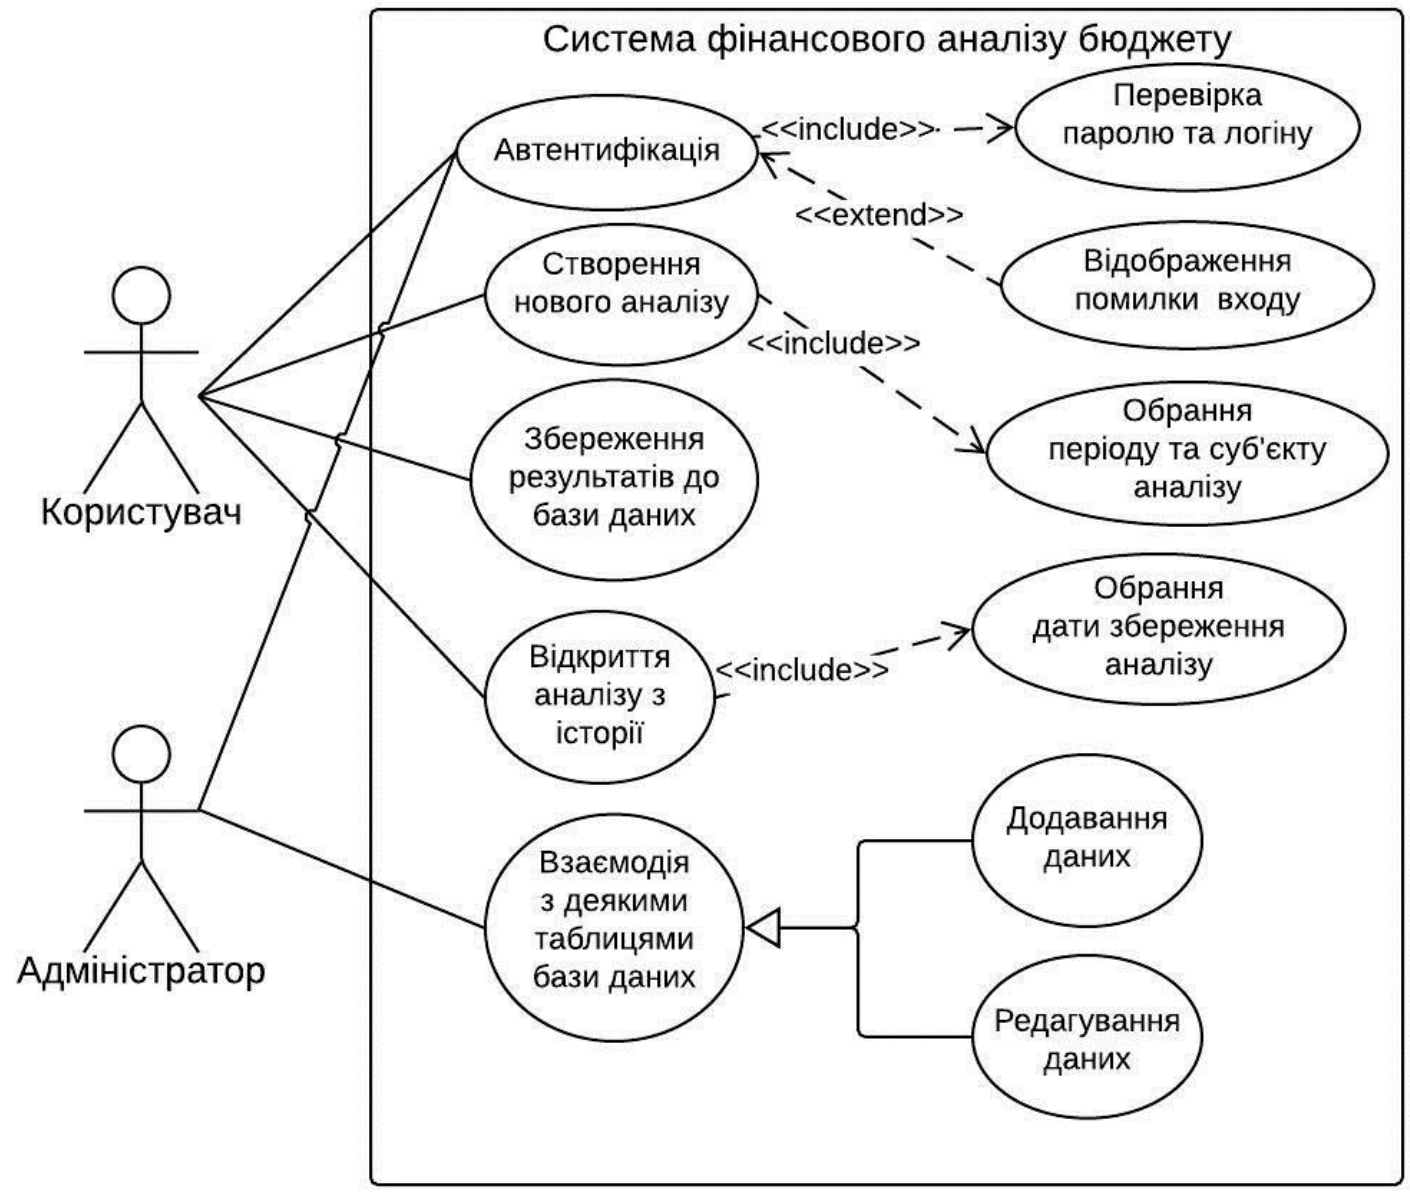 Система фінансового аналізу бюджету
Автентифікація
<<include>>
Перевірка
паролю та логіну
<<extend>>
Відображення
помилки входу
Створення
нового аналізу
<<include>>
Обрання
періоду та суб'єкту
аналізу
Збереження
результатів до
бази даних
Користувач
Відкриття
аналізу з
історії
<<include>>
Обрання
дати збереження
аналізу
Взаємодія
з деякими
таблицями
бази даних
Додавання
даних
Редагування
даних
Адміністратор